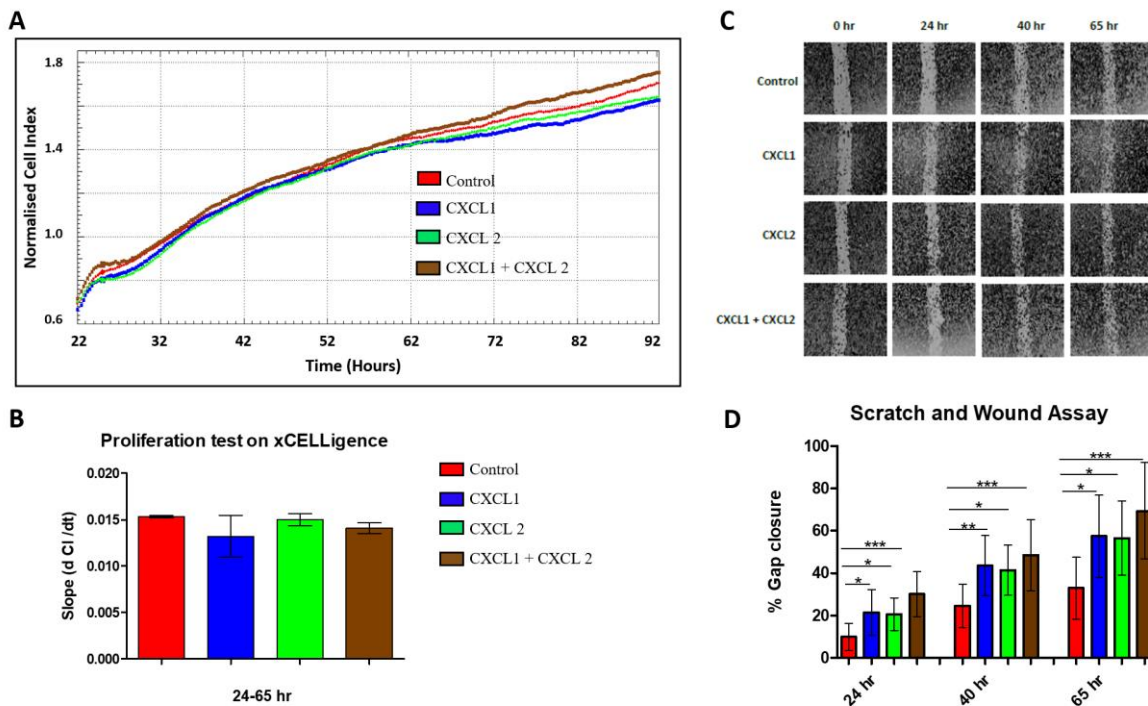 A
Normalised Cell Index
1.8
1.4
1.0
0.6
22 32 42 52 62 72 82 92
Time (Hours)
Control
CXCL1
CXCL 2
CXCL1 + CXCL 2
B
Proliferation test on xCELLigence
Slope (d CI /dt)
0.020
0.015
0.010
0.005
0.000
24-65 hr
Control
CXCL1
CXCL 2
CXCL1 + CXCL 2
C
0 hr 24 hr 40 hr 65 hr
Control
CXCL1
CXCL2
CXCL1 + CXCL2
D
Scratch and Wound Assay
% Gap closure
100
80
60
40
20
0
***
*
*
***
*
**
***
*
*
24 hr 40 hr 65 hr